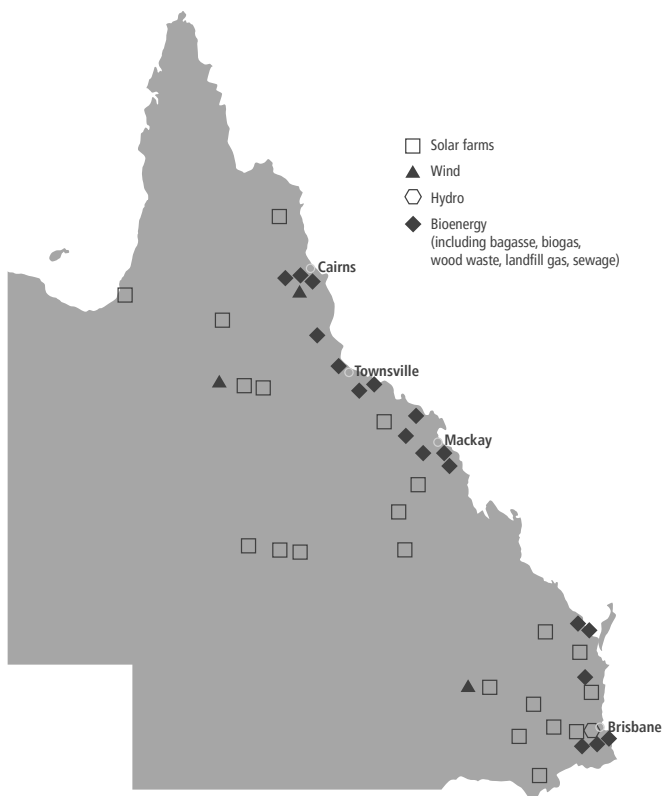 Solar farms
Wind
Hydro
Bioenergy
(including bagasse, biogas,
wood waste, landfill gas, sewage)
Cairns
Townsville
Mackay
Brisbane